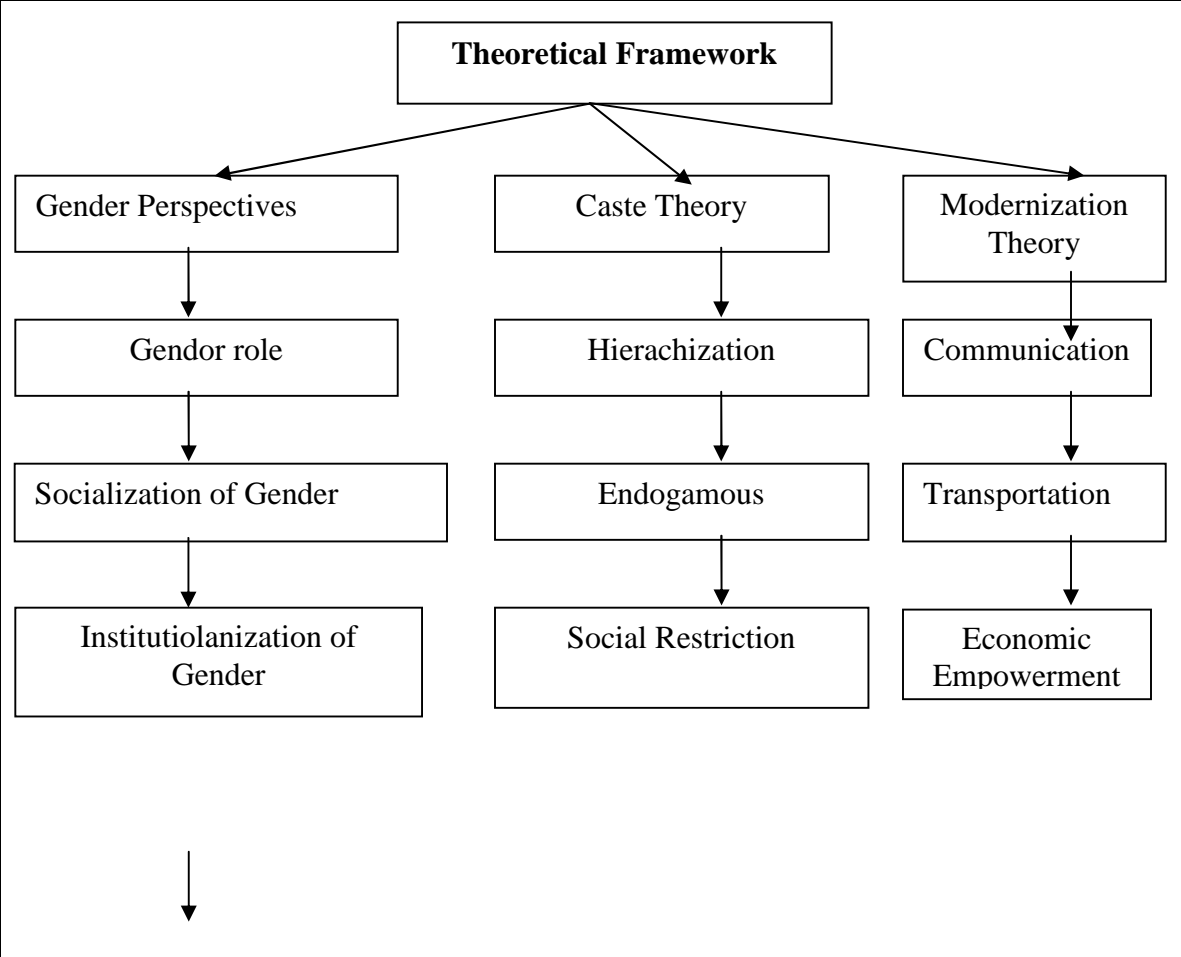 Theoretical Framework
Gender Perspectives
Caste Theory
Modernization
Theory
Gendor role
Hierachization
Communication
Socialization of Gender
Endogamous
Transportation
Institutiolanization of
Gender
Social Restriction
Economic
Empowerment